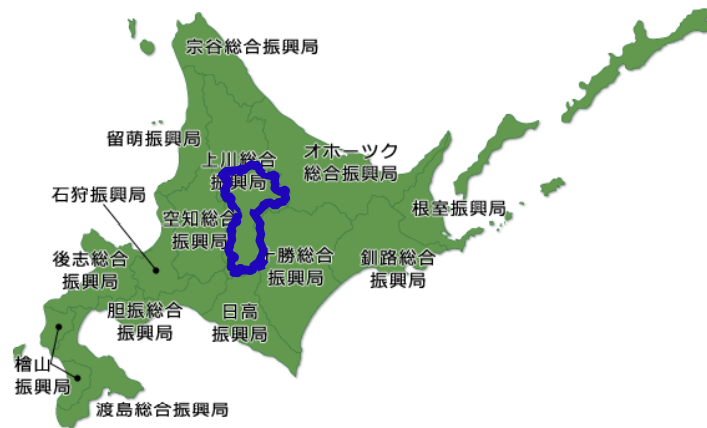 宗谷総合振興局
留萌振興局
上川総合
振興局
オホーツク
総合振興局
石狩振興局
空知総合
振興局
根室振興局
後志総合
振興局
十勝総合
振興局
釧路総合
振興局
胆振総合
振興局
日高
振興局
檜山
振興局
渡島総合振興局